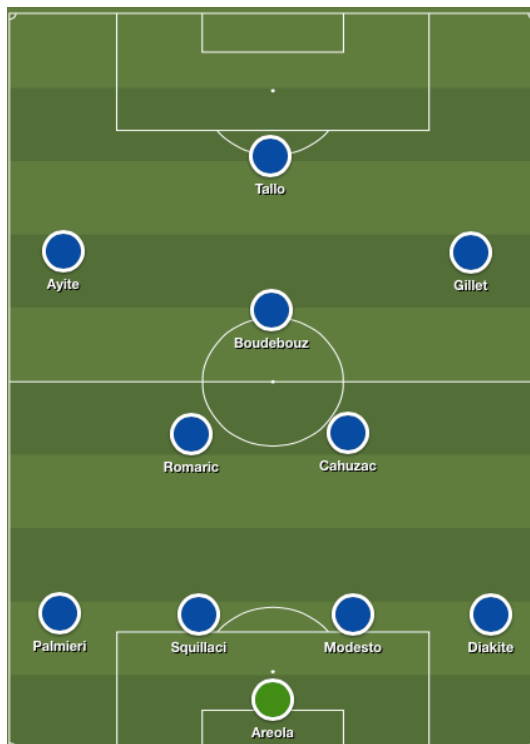 Tallo
Ayite
Gillet
Boudebouz
Romaric
Cahuzac
Palmieri
Squillaci
Modesto
Diakite
Areola